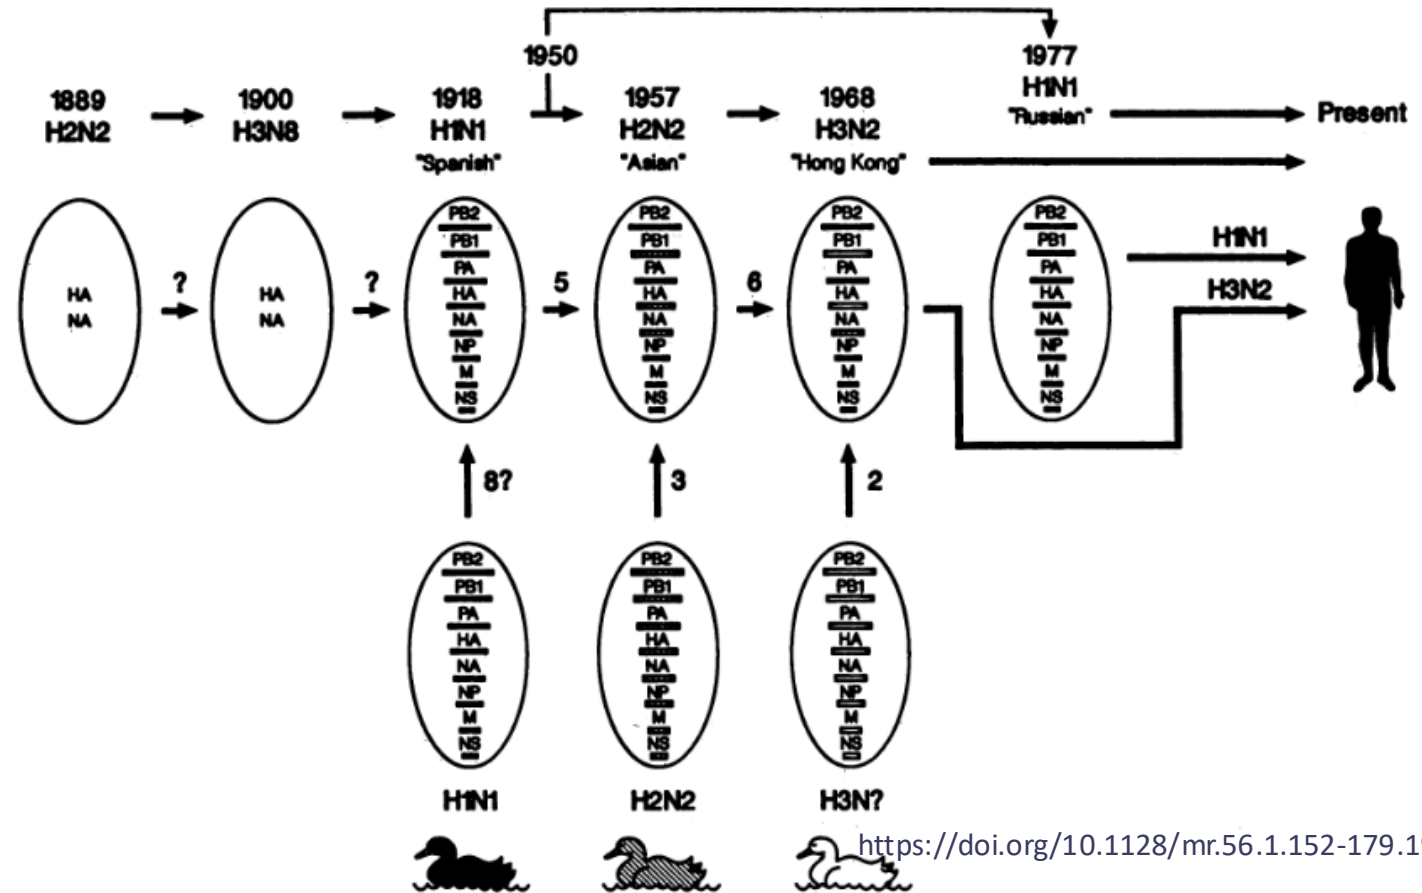 1950
1977
H1N1
"Russian"
1889
H2N2
1900
H3N8
1918
H1N1
"Spanish"
1957
H2N2
"Asian"
1968
H3N2
"Hong Kong"
Present
HA
NA
?
HA
NA
?
PB2
PB1
PA
HA
NA
NP
M
NS
5
PB2
PB1
PA
HA
NA
NP
M
NS
6
PB2
PB1
PA
HA
NA
NP
M
NS
PB2
PB1
PA
HA
NA
NP
M
NS
H1N1
H3N2
8?
3
2
PB2
PB1
PA
HA
NA
NP
M
NS
H1N1
PB2
PB1
PA
HA
NA
NP
M
NS
H2N2
PB2
PB1
PA
HA
NA
NP
M
NS
H3N?
https://doi.org/10.1128/mr.56.1.152-179.19